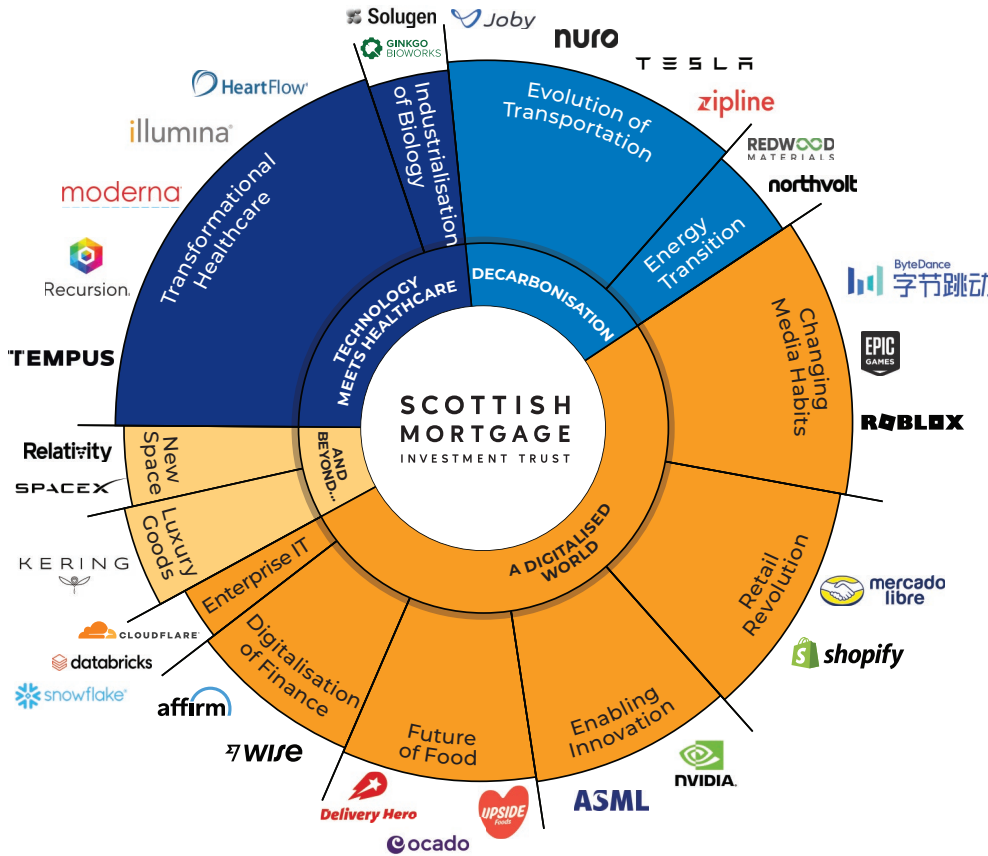 SCOTTISH
MORTGAGE
INVESTMENT TRUST
TECHNOLOGY
MEETS HEALTHCARE
Transformational
Healthcare
HeartFlow
illumina
moderna
Recursion
TEMPUS
Industrialisation
of Biology
Solugen
GINKGO
BIOWORKS
DECARBONISATION
Evolution of
Transportation
Joby
nuro
TESLA
zipline
Energy
Transition
REDWOOD
MATERIALS
northvolt
A DIGITALISED
WORLD
Changing
Media Habits
ByteDance
字节跳动
EPIC
GAMES
ROBLOX
Retail
Revolution
mercado
libre
shopify
Enabling
Innovation
NVIDIA.
ASML
Future
of Food
UPSIDE
Foods
ocado
Delivery Hero
Digitalisation
of Finance
WISE
affirm
Enterprise IT
CLOUDFLARE
databricks
snowflake
AND
BEYOND...
Luxury
Goods
KERING
New
Space
Relativity
SPACEX